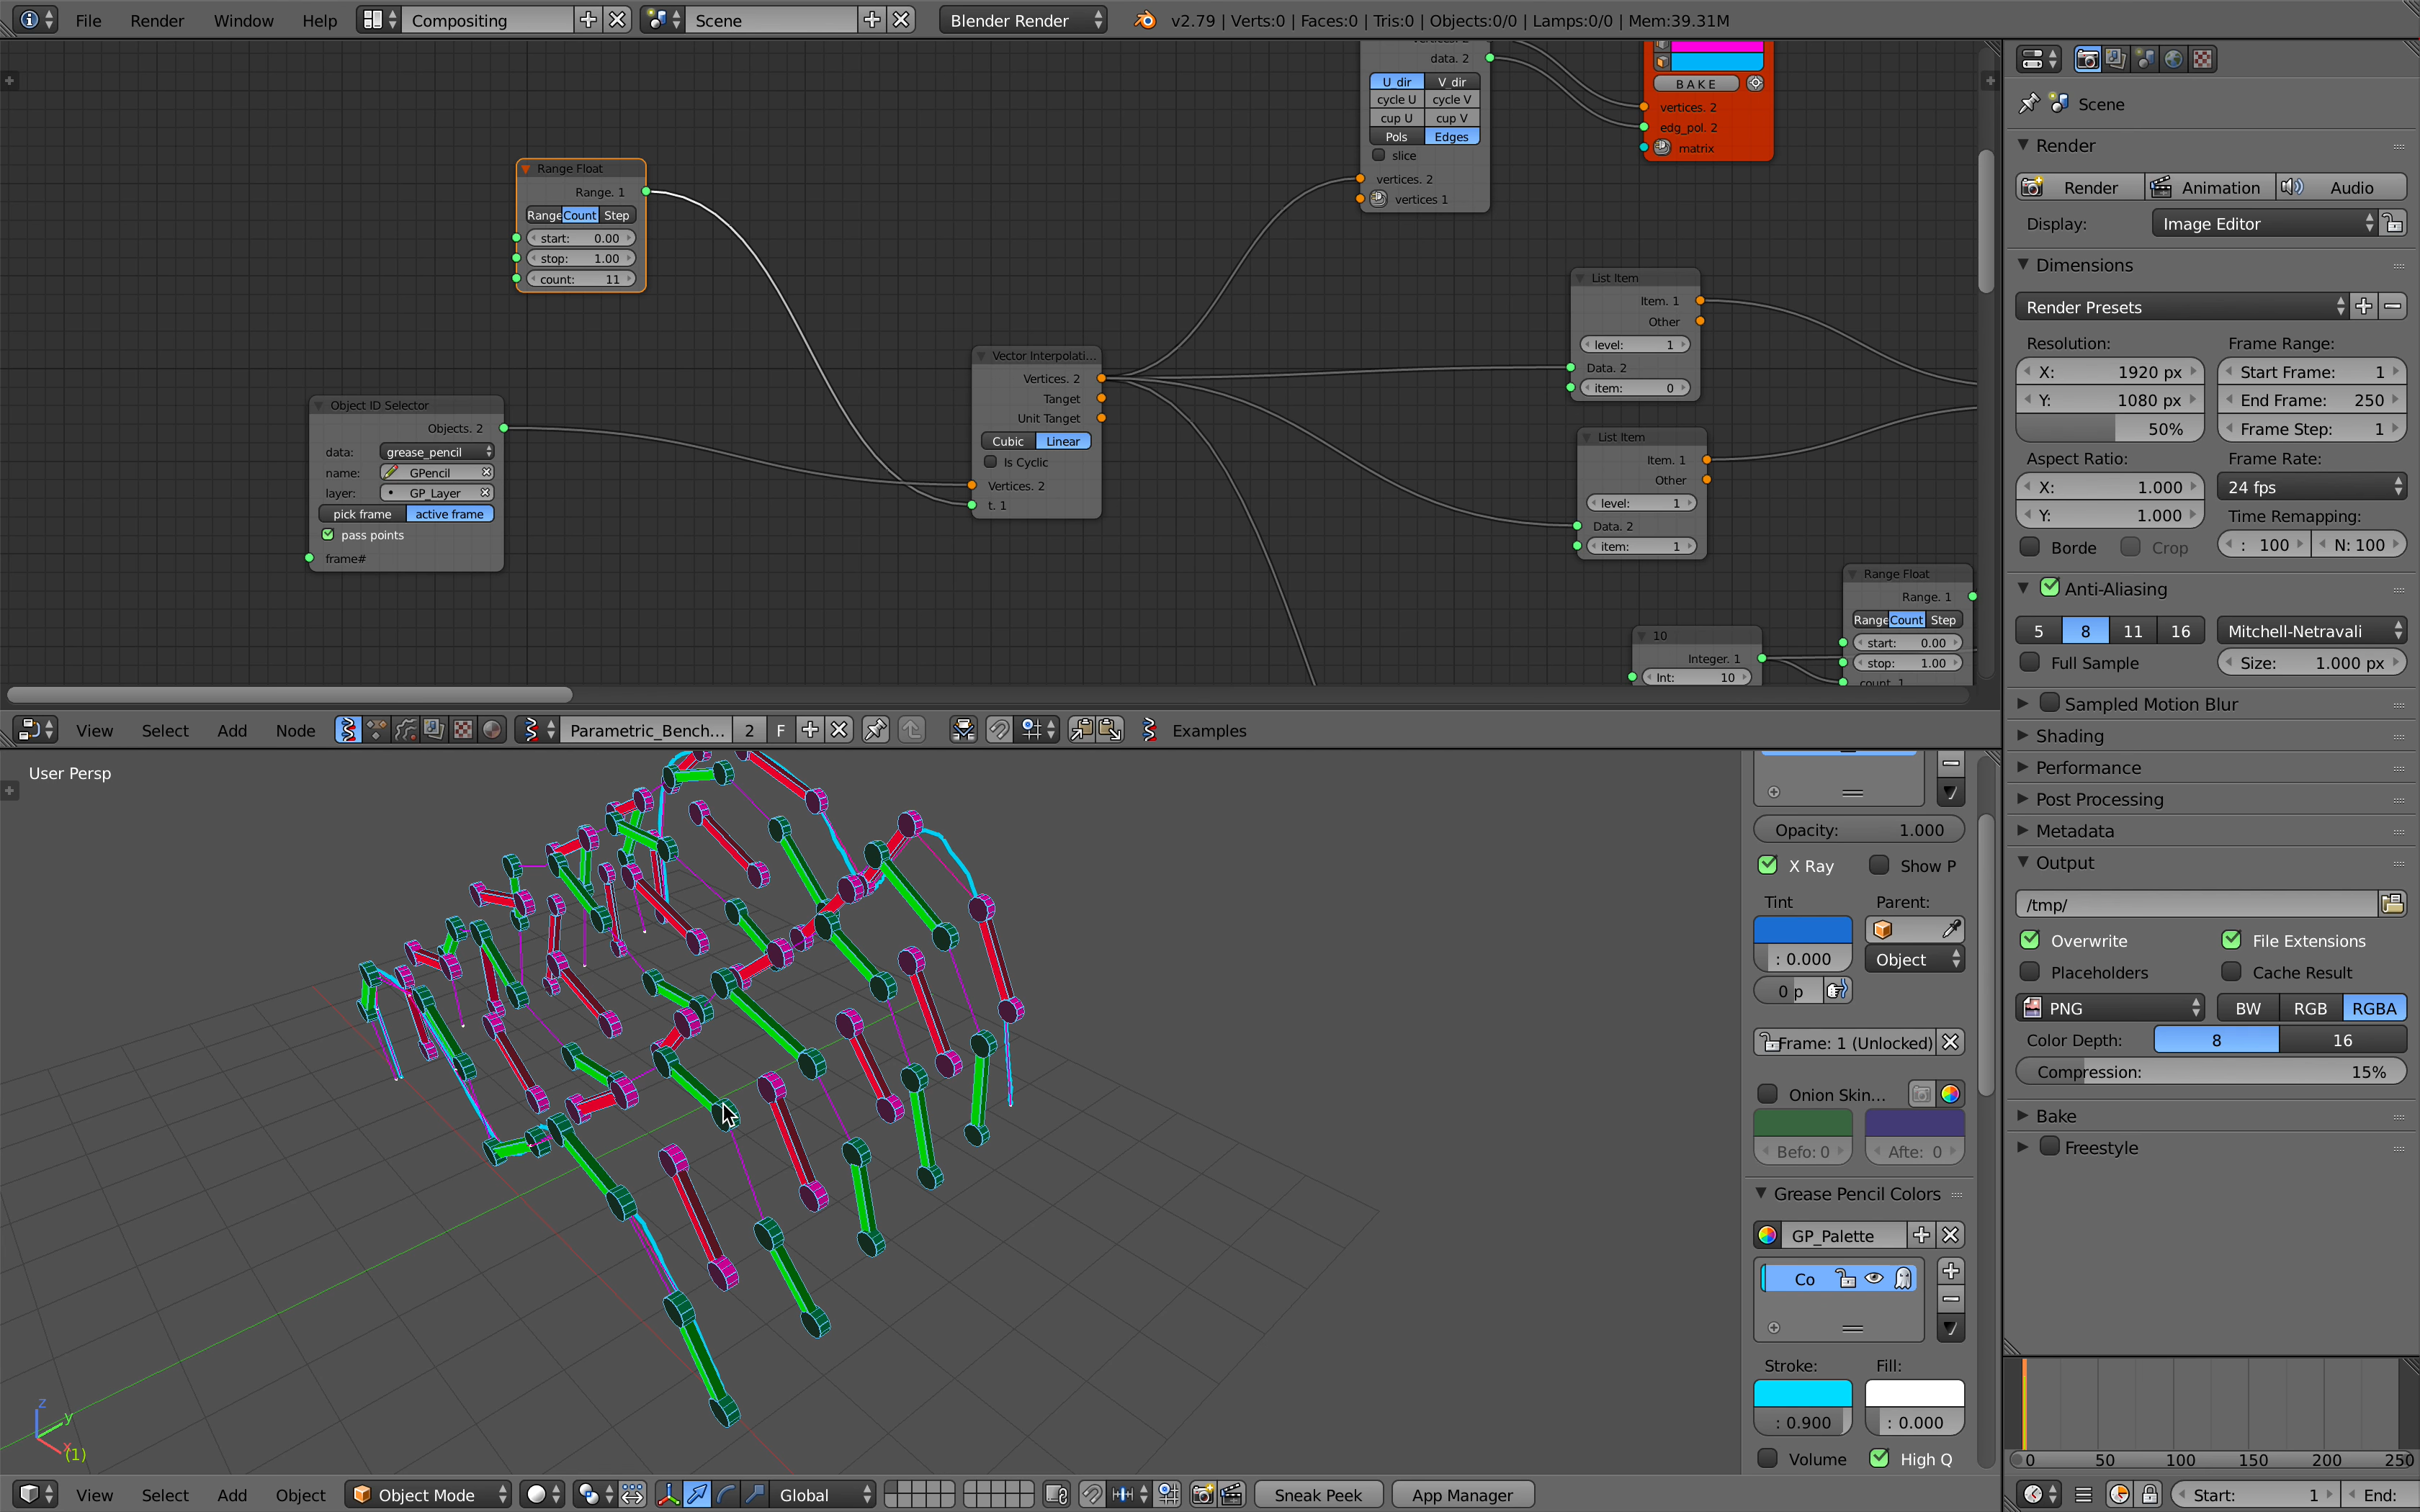 File Render Window Help Compositing Scene Blender Render v2.79 | Verts:0 | Faces:0 | Tris:0 | Objects:0/0 | Lamps:0/0 | Mem:39.31M
data. 2
U_dir V_dir
cycle U cycle V
cup U cup V
Pols Edges
slice
vertices. 2
vertices 1
BAKE
vertices. 2
edg_pol. 2
matrix
Range Float
Range. 1
Range Count Step
start: 0.00
stop: 1.00
count: 11
Object ID Selector
Objects. 2
data: grease_pencil
name: GPencil
layer: GP_Layer
pick frame active frame
pass points
frame#
Vector Interpolati...
Vertices. 2
Tanget
Unit Tanget
Cubic Linear
Is Cyclic
Vertices. 2
t. 1
List Item
Item. 1
Other
level: 1
Data. 2
item: 0
List Item
Item. 1
Other
level: 1
Data. 2
item: 1
10
Integer. 1
Int: 10
Range Float
Range. 1
Range Count Step
start: 0.00
stop: 1.00
count. 1
View Select Add Node Parametric_Bench... 2 F Examples
User Persp
z
y
x
(1)
Opacity: 1.000
X Ray Show P
Tint Parent:
: 0.000 Object
0 p
Frame: 1 (Unlocked)
Onion Skin...
Befo: 0 Afte: 0
Grease Pencil Colors
GP_Palette
Co
Stroke: Fill:
: 0.900 : 0.000
Volume High Q
View Select Add Object Object Mode Global Sneak Peek App Manager
Scene
Render
Render Animation Audio
Display: Image Editor
Dimensions
Render Presets
Resolution: Frame Range:
X: 1920 px Start Frame: 1
Y: 1080 px End Frame: 250
50% Frame Step: 1
Aspect Ratio: Frame Rate:
X: 1.000 24 fps
Y: 1.000 Time Remapping:
Borde Crop : 100 N: 100
Anti-Aliasing
5 8 11 16 Mitchell-Netravali
Full Sample Size: 1.000 px
Sampled Motion Blur
Shading
Performance
Post Processing
Metadata
Output
/tmp/
Overwrite File Extensions
Placeholders Cache Result
PNG BW RGB RGBA
Color Depth: 8 16
Compression: 15%
Bake
Freestyle
0 50 100 150 200 250
Start: 1 End: